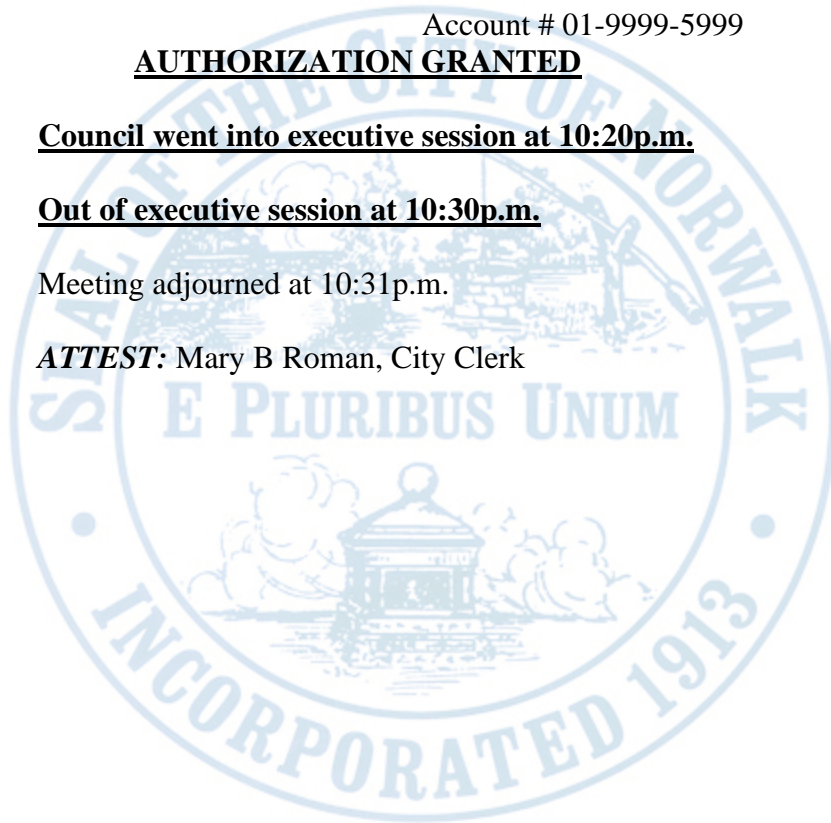 Account # 01-9999-5999
AUTHORIZATION GRANTED
Council went into executive session at 10:20p.m.
Out of executive session at 10:30p.m.
Meeting adjourned at 10:31p.m.
ATTEST: Mary B Roman, City Clerk
SEAL OF THE CITY OF NORWALK
E PLURIBUS UNUM
INCORPORATED 1913